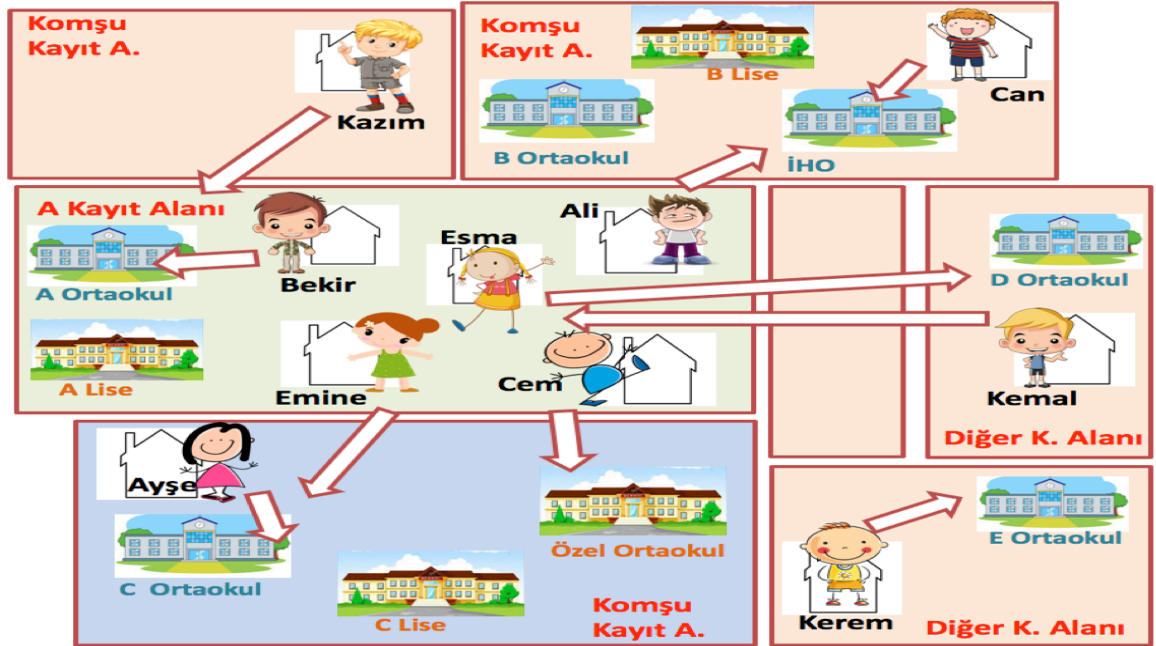 Komşu
Kayıt A.
Kazım
Komşu
Kayıt A.
B Lise
Can
B Ortaokul
İHO
A Kayıt Alanı
Ali
Esma
Bekir
A Ortaokul
D Ortaokul
A Lise
Emine
Cem
Kemal
Diğer K. Alanı
Ayşe
C Ortaokul
Özel Ortaokul
C Lise
Komşu
Kayıt A.
E Ortaokul
Kerem
Diğer K. Alanı